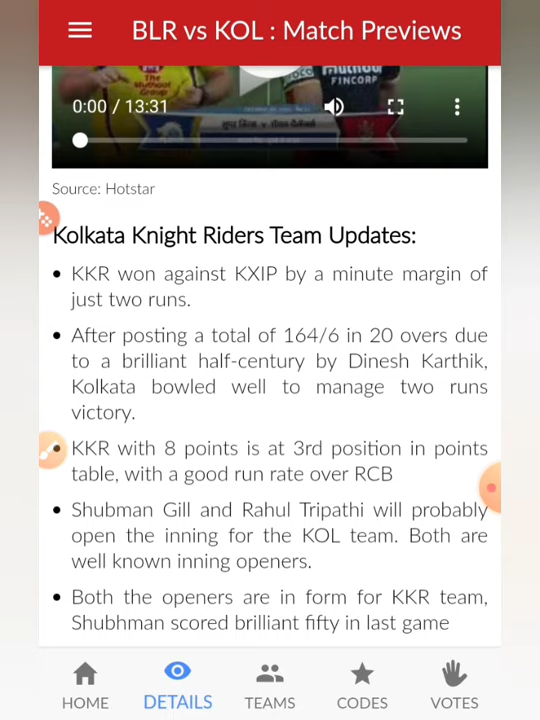 BLR vs KOL : Match Previews
The
Muthoot
Group
muthoot
FINCORP
0:00 / 13:31
Source: Hotstar
Kolkata Knight Riders Team Updates:
• KKR won against KXIP by a minute margin of
just two runs.
• After posting a total of 164/6 in 20 overs due
to a brilliant half-century by Dinesh Karthik,
Kolkata bowled well to manage two runs
victory.
• KKR with 8 points is at 3rd position in points
table, with a good run rate over RCB
• Shubman Gill and Rahul Tripathi will probably
open the inning for the KOL team. Both are
well known inning openers.
• Both the openers are in form for KKR team,
Shubhman scored brilliant fifty in last game
HOME
DETAILS
TEAMS
CODES
VOTES